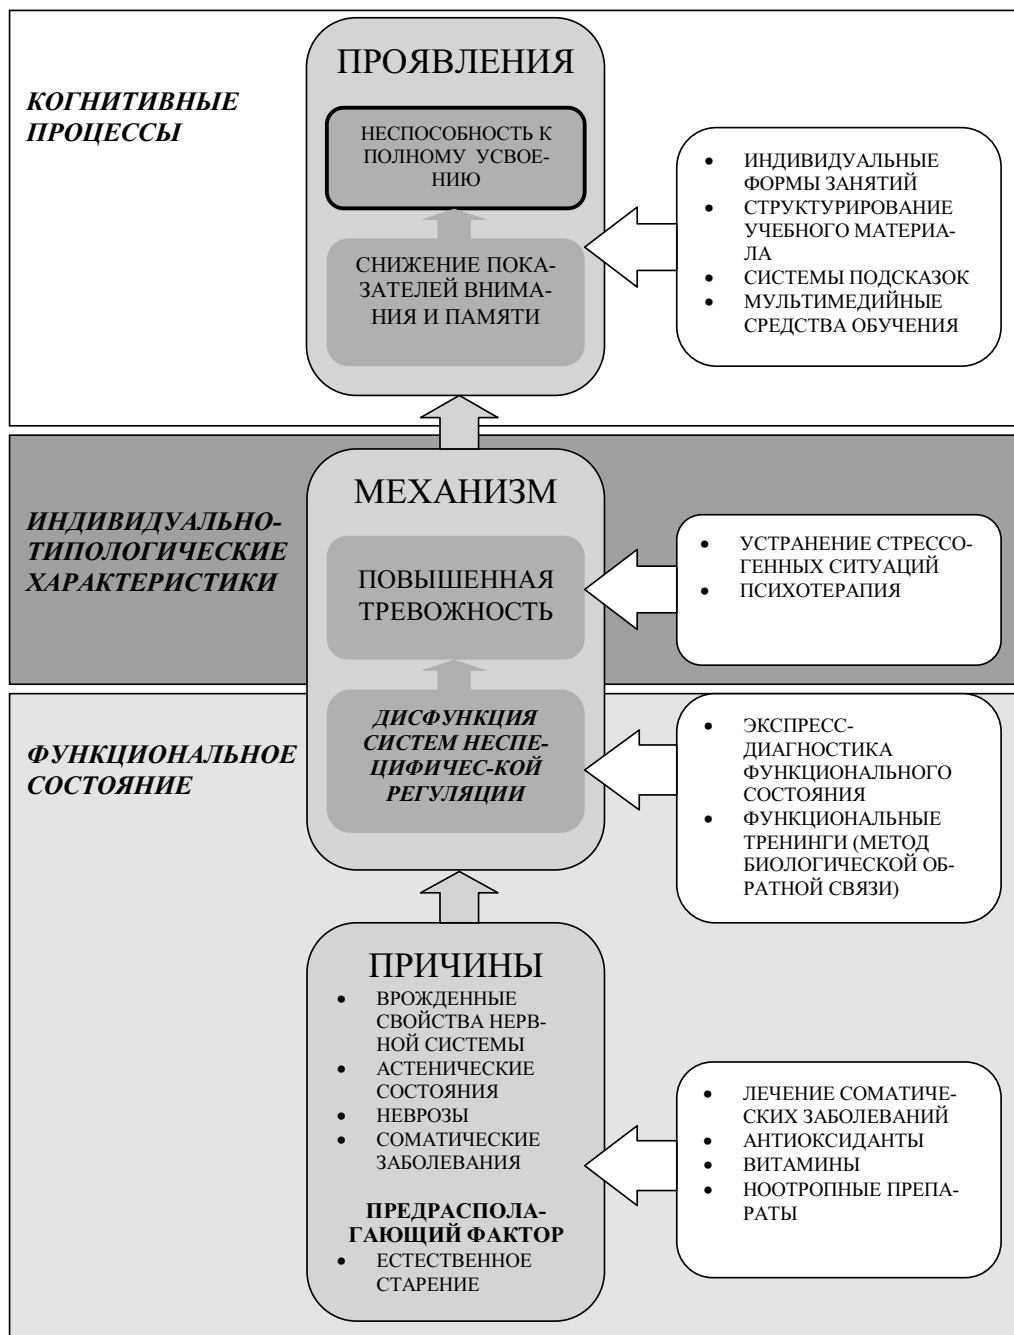 КОГНИТИВНЫЕ
ПРОЦЕССЫ
ПРОЯВЛЕНИЯ
НЕСПОСОБНОСТЬ К
ПОЛНОМУ УСВОЕ-
НИЮ
СНИЖЕНИЕ ПОКА-
ЗАТЕЛЕЙ ВНИМА-
НИЯ И ПАМЯТИ
• ИНДИВИДУАЛЬНЫЕ
ФОРМЫ ЗАНЯТИЙ
• СТРУКТУРИРОВАНИЕ
УЧЕБНОГО МАТЕРИА-
ЛА
• СИСТЕМЫ ПОДСКАЗОК
• МУЛЬТИМЕДИЙНЫЕ
СРЕДСТВА ОБУЧЕНИЯ
ИНДИВИДУАЛЬНО-
ТИПОЛОГИЧЕСКИЕ
ХАРАКТЕРИСТИКИ
МЕХАНИЗМ
ПОВЫШЕННАЯ
ТРЕВОЖНОСТЬ
• УСТРАНЕНИЕ СТРЕССО-
ГЕННЫХ СИТУАЦИЙ
• ПСИХОТЕРАПИЯ
ФУНКЦИОНАЛЬНОЕ
СОСТОЯНИЕ
ДИСФУНКЦИЯ
СИСТЕМ НЕСПЕ-
ЦИФИЧЕС-КОЙ
РЕГУЛЯЦИИ
• ЭКСПРЕСС-
ДИАГНОСТИКА
ФУНКЦИОНАЛЬНОГО
СОСТОЯНИЯ
• ФУНКЦИОНАЛЬНЫЕ
ТРЕНИНГИ (МЕТОД
БИОЛОГИЧЕСКОЙ ОБ-
РАТНОЙ СВЯЗИ)
ПРИЧИНЫ
• ВРОЖДЕННЫЕ
СВОЙСТВА НЕРВ-
НОЙ СИСТЕМЫ
• АСТЕНИЧЕСКИЕ
СОСТОЯНИЯ
• НЕВРОЗЫ
• СОМАТИЧЕСКИЕ
ЗАБОЛЕВАНИЯ
ПРЕДРАСПОЛА-
ГАЮЩИЙ ФАКТОР
• ЕСТЕСТВЕННОЕ
СТАРЕНИЕ
• ЛЕЧЕНИЕ СОМАТИЧЕ-
СКИХ ЗАБОЛЕВАНИЙ
• АНТИОКСИДАНТЫ
• ВИТАМИНЫ
• НООТРОПНЫЕ ПРЕПА-
РАТЫ